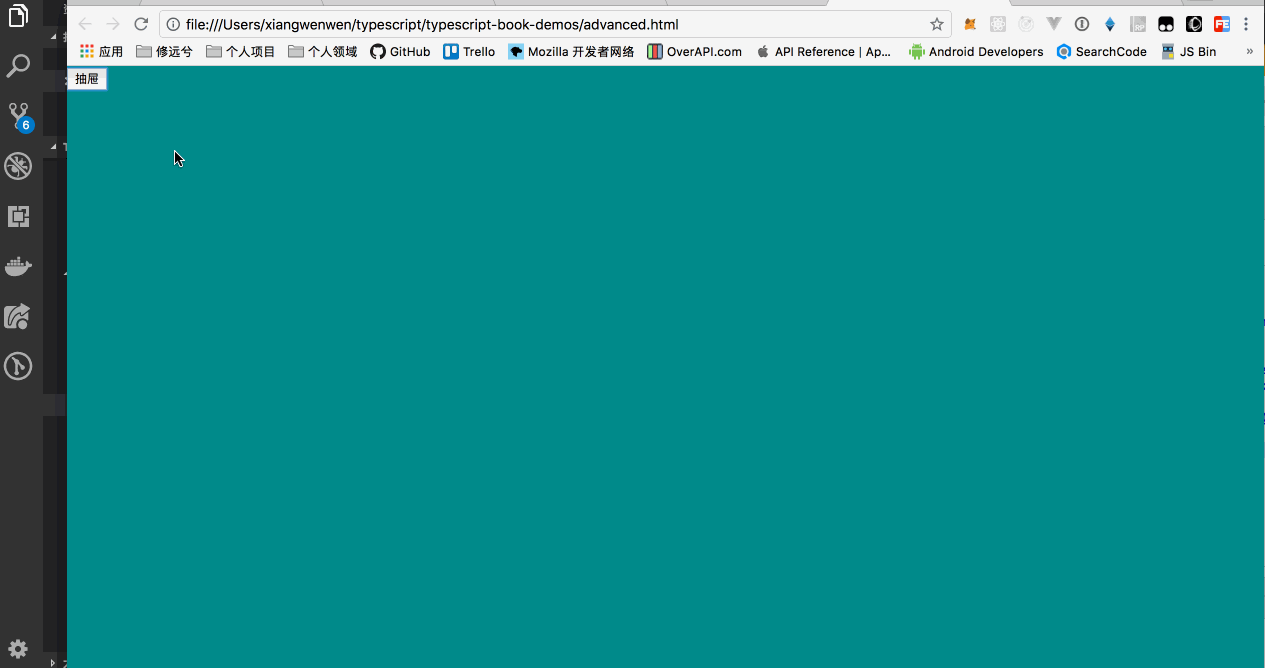 file:///Users/xiangwenwen/typescript/typescript-book-demos/advanced.html
应用 修远兮 个人项目 个人领域 GitHub Trello Mozilla 开发者网络 OverAPI.com API Reference | Ap... Android Developers SearchCode JS Bin »
抽屉
6